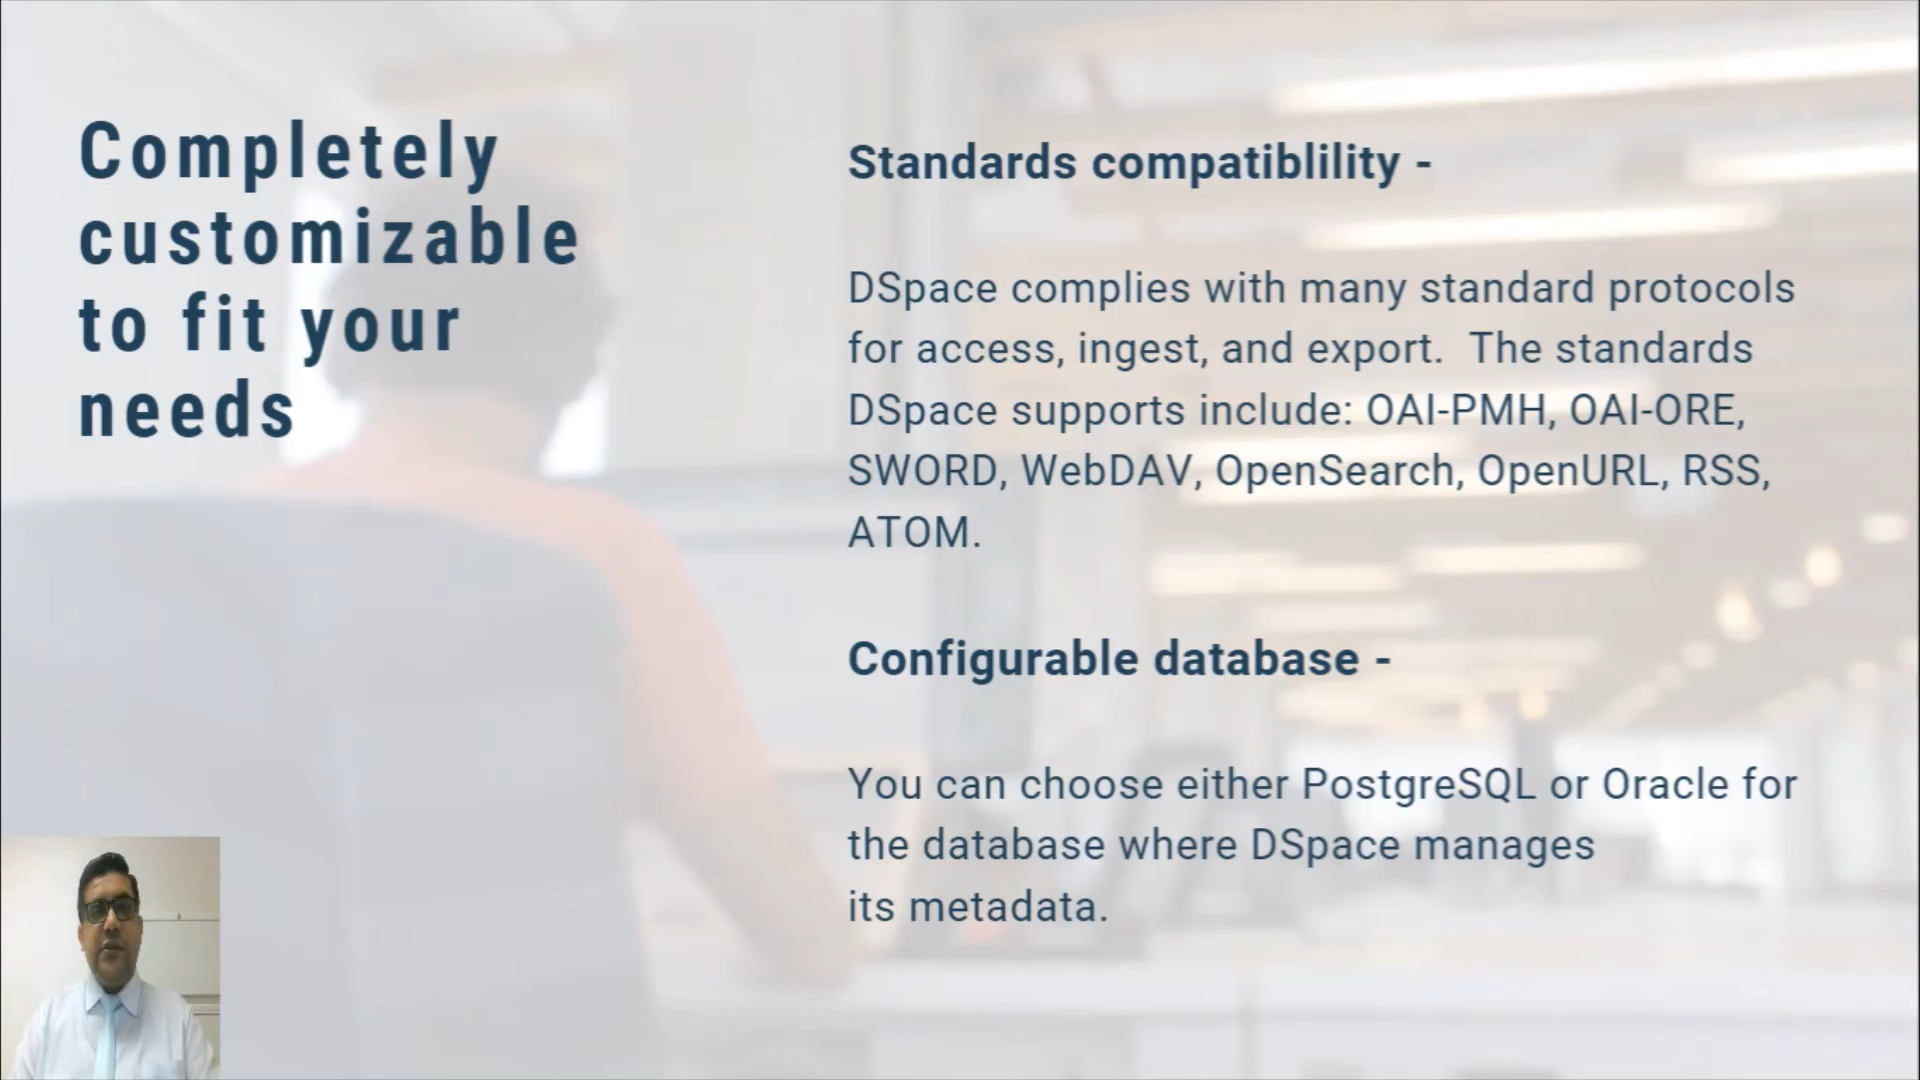 Completely
customizable
to fit your
needs
Standards compatiblility -
DSpace complies with many standard protocols
for access, ingest, and export.  The standards
DSpace supports include: OAI-PMH, OAI-ORE,
SWORD, WebDAV, OpenSearch, OpenURL, RSS,
ATOM.
Configurable database -
You can choose either PostgreSQL or Oracle for
the database where DSpace manages
its metadata.